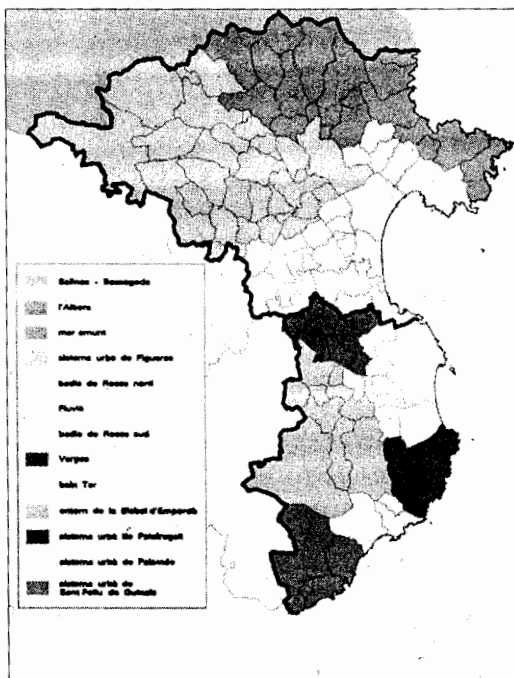 Salines - Bassegoda
l'Albera
mar amunt
sistema urbà de Figueres
badia de Roses nord
fluvià
badia de Roses sud
Verges
baix Ter
entorn de la Bisbal d'Empordà
sistema urbà de Palafrugell
sistema urbà de Palamós
sistema urbà de
Sant Feliu de Guíxols